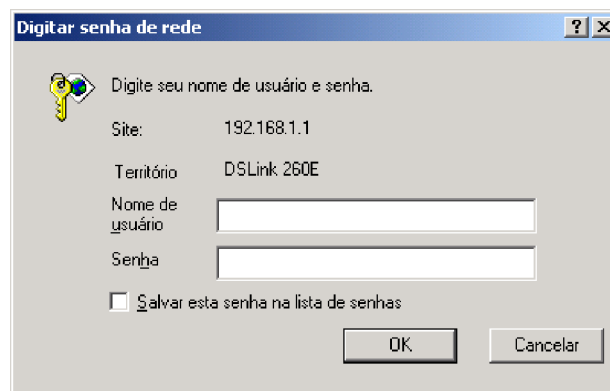 Digitar senha de rede
Digite seu nome de usuário e senha.
Site: 192.168.1.1
Território DSLink 260E
Nome de
usuário
Senha
Salvar esta senha na lista de senhas
OK Cancelar